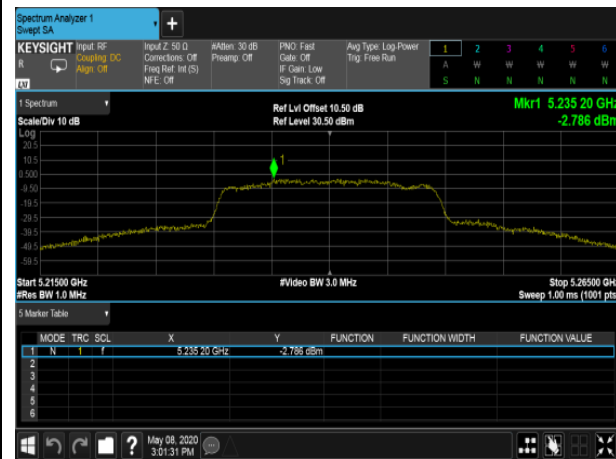 Spectrum Analyzer 1
Swept SA
+
KEYSIGHT Input: RF
R
Coupling: DC
Align: Off
LXI
Input Z: 50 Ω
Corrections: Off
Freq Ref: Int (S)
NFE: Off
#Atten: 30 dB
Preamp: Off
PNO: Fast
Gate: Off
IF Gain: Low
Sig Track: Off
Avg Type: Log-Power
Trig: Free Run
1 2 3 4 5 6
A W W W W W
S N N N N N
1 Spectrum
Scale/Div 10 dB
Log
Ref Lvl Offset 10.50 dB
Ref Level 30.50 dBm
Mkr1 5.235 20 GHz
-2.786 dBm
20.5
10.5
0.500
-9.50
-19.5
-29.5
-39.5
-49.5
-59.5
1
Start 5.21500 GHz
#Res BW 1.0 MHz
#Video BW 3.0 MHz
Stop 5.26500 GHz
Sweep 1.00 ms (1001 pts)
5 Marker Table
MODE TRC SCL X Y FUNCTION FUNCTION WIDTH FUNCTION VALUE
1 N 1 f 5.235 20 GHz -2.786 dBm
2
3
4
5
6
?
May 08, 2020
3:01:31 PM